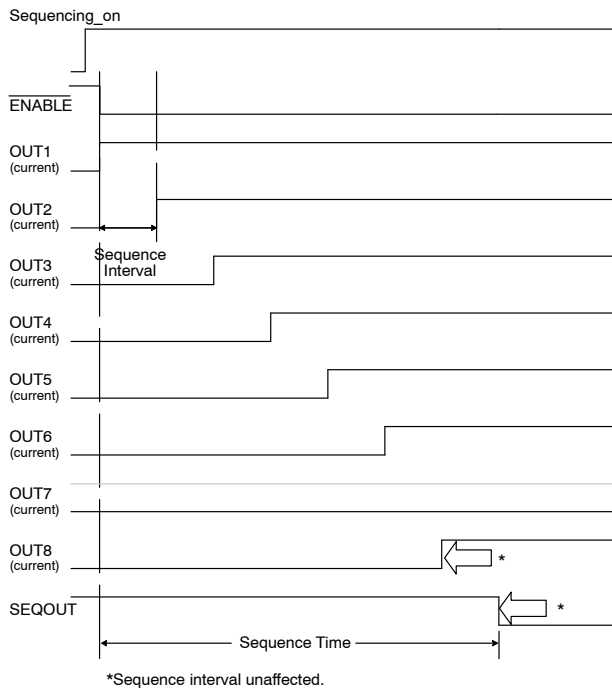 Sequencing_on
ENABLE
OUT1
(current)
OUT2
(current)
Sequence
Interval
OUT3
(current)
OUT4
(current)
OUT5
(current)
OUT6
(current)
OUT7
(current)
OUT8
(current)
*
SEQOUT
*
Sequence Time
*Sequence interval unaffected.